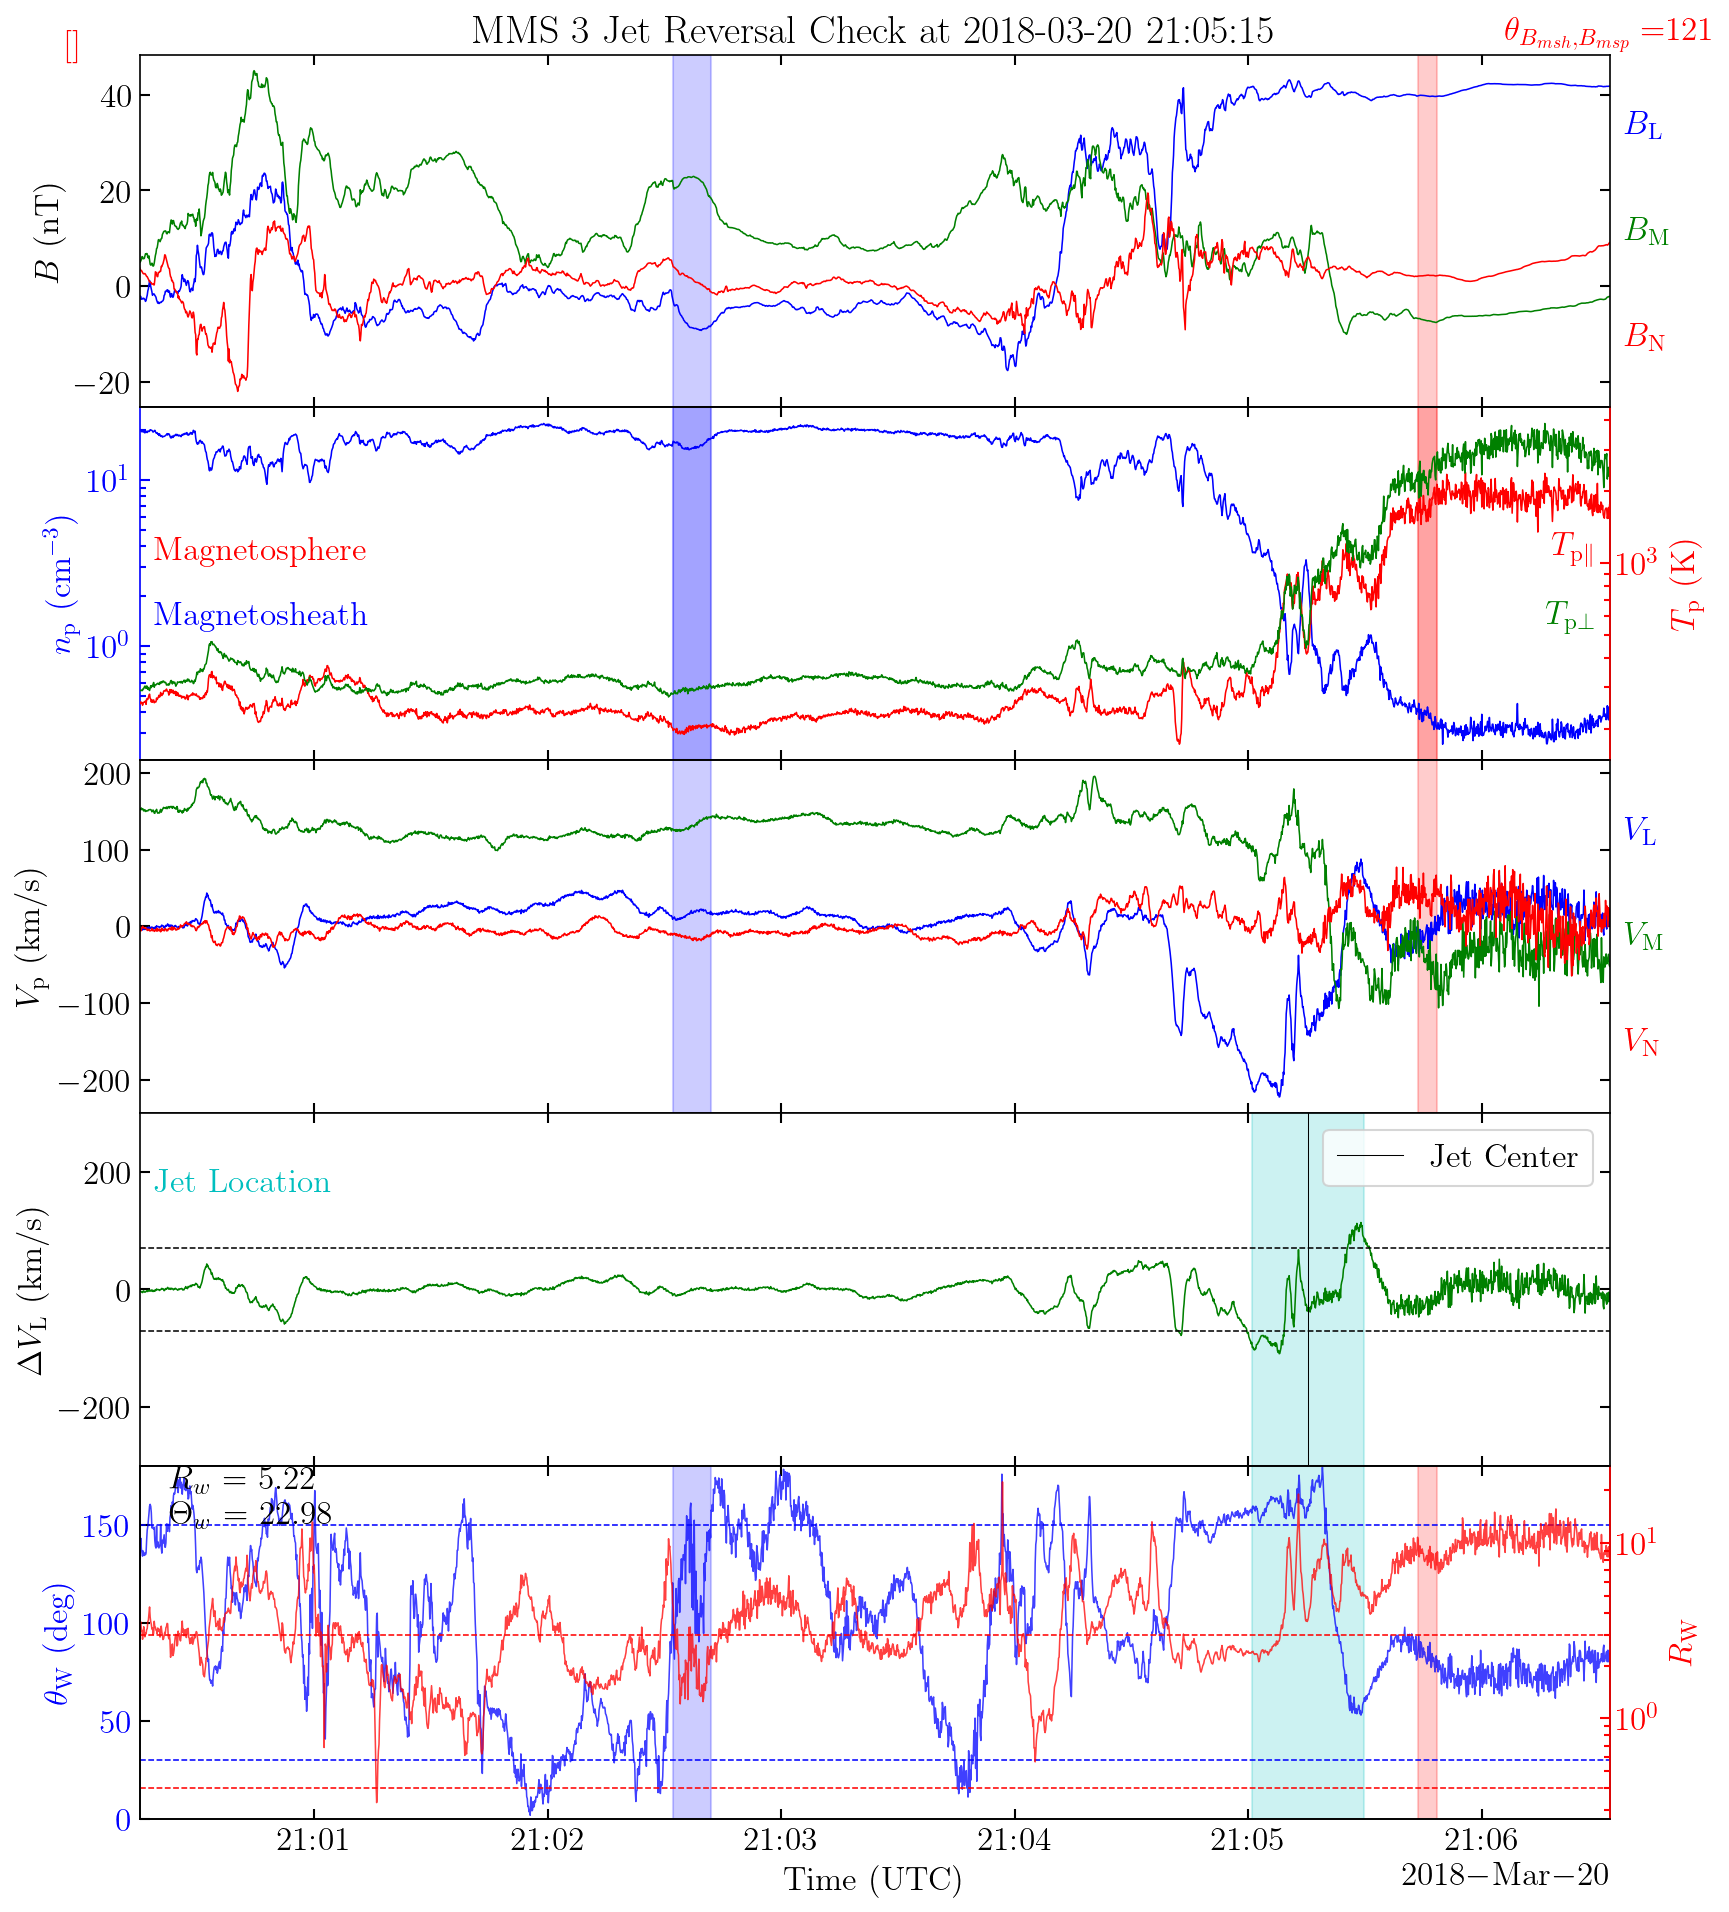 MMS 3 Jet Reversal Check at 2018-03-20 21:05:15
θ_{B_{msh},B_{msp}} =121
[]
40
20
0
−20
B (nT)
B_L
B_M
B_N
10^1
10^0
n_p (cm^{−3})
Magnetosphere
Magnetosheath
T_{p∥}
T_{p⊥}
10^3
T_p (K)
200
100
0
−100
−200
V_p (km/s)
V_L
V_M
V_N
Jet Location
Jet Center
200
0
−200
ΔV_L (km/s)
R_w = 5.22
Θ_w = 22.98
150
100
50
0
θ_W (deg)
10^1
10^0
R_W
21:01 21:02 21:03 21:04 21:05 21:06
Time (UTC)
2018−Mar−20